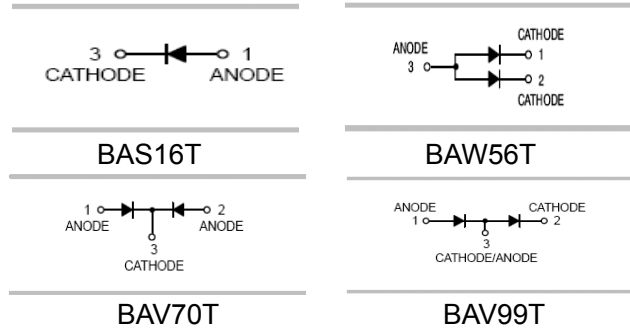 3 1
CATHODE ANODE
BAS16T
CATHODE
ANODE 1
3
2
CATHODE
BAW56T
1 2
ANODE ANODE
3
CATHODE
BAV70T
ANODE CATHODE
1 2
3
CATHODE/ANODE
BAV99T